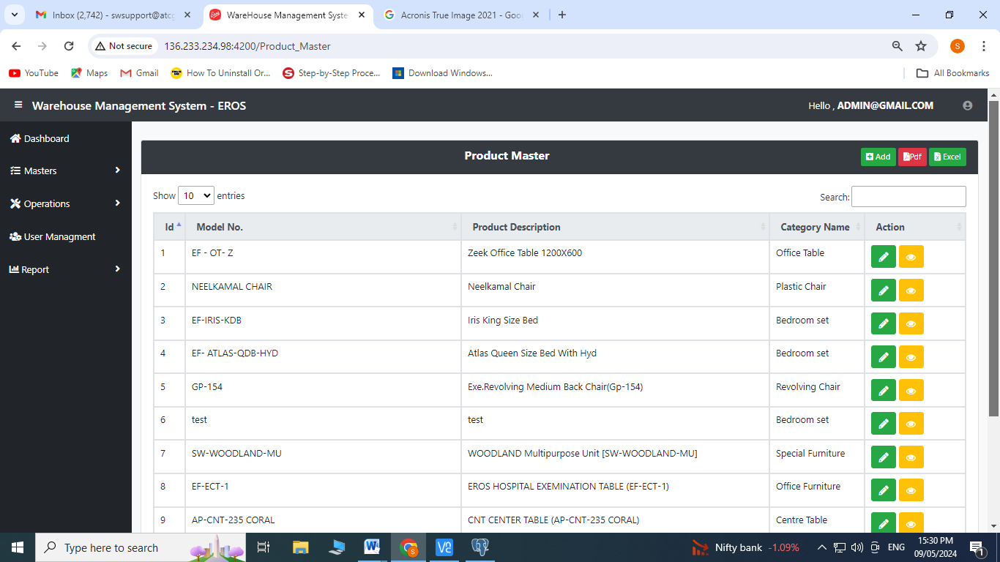 Inbox (2,742) - swsupport@atcg
WareHouse Management Syste
Acronis True Image 2021 - Goo
Not secure
136.233.234.98:4200/Product_Master
S
YouTube
Maps
Gmail
How To Uninstall Or...
Step-by-Step Proce...
Download Windows...
All Bookmarks
Warehouse Management System - EROS
Hello , ADMIN@GMAIL.COM
Dashboard
Masters
Operations
User Managment
Report
Product Master
Add
Pdf
Excel
Show 10 entries
Search:
Id Model No. Product Description Category Name Action
1 EF - OT- Z Zeek Office Table 1200X600 Office Table
2 NEELKAMAL CHAIR Neelkamal Chair Plastic Chair
3 EF-IRIS-KDB Iris King Size Bed Bedroom set
4 EF- ATLAS-QDB-HYD Atlas Queen Size Bed With Hyd Bedroom set
5 GP-154 Exe.Revolving Medium Back Chair(Gp-154) Revolving Chair
6 test test Bedroom set
7 SW-WOODLAND-MU WOODLAND Multipurpose Unit [SW-WOODLAND-MU] Special Furniture
8 EF-ECT-1 EROS HOSPITAL EXEMINATION TABLE (EF-ECT-1) Office Furniture
9 AP-CNT-235 CORAL CNT CENTER TABLE (AP-CNT-235 CORAL) Centre Table
Type here to search
Nifty bank -1.09%
ENG
15:30 PM
09/05/2024
1